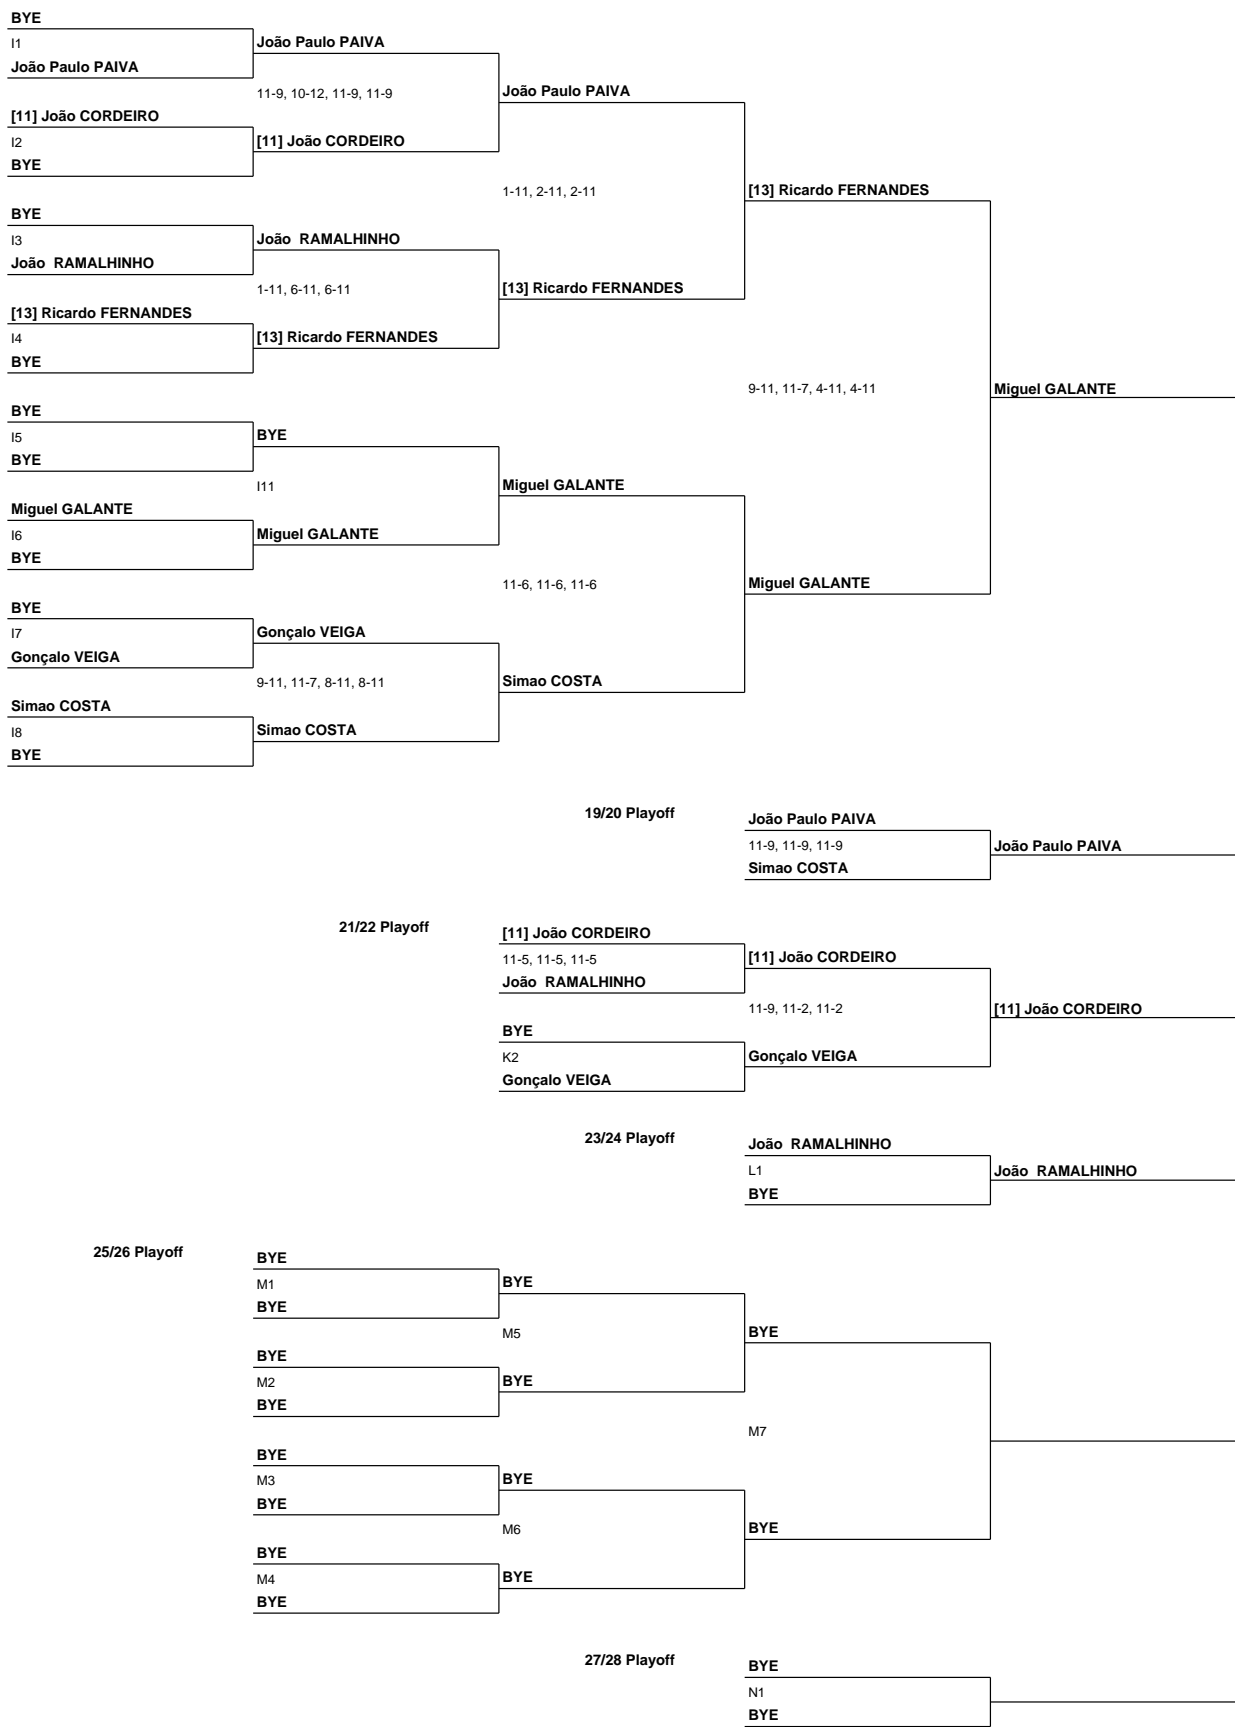 BYE
I1
João Paulo PAIVA
João Paulo PAIVA
11-9, 10-12, 11-9, 11-9
João Paulo PAIVA
[11] João CORDEIRO
I2
[11] João CORDEIRO
BYE
1-11, 2-11, 2-11
[13] Ricardo FERNANDES
BYE
I3
João  RAMALHINHO
João  RAMALHINHO
1-11, 6-11, 6-11
[13] Ricardo FERNANDES
[13] Ricardo FERNANDES
I4
[13] Ricardo FERNANDES
BYE
9-11, 11-7, 4-11, 4-11
Miguel GALANTE
BYE
I5
BYE
BYE
I11
Miguel GALANTE
Miguel GALANTE
I6
Miguel GALANTE
BYE
11-6, 11-6, 11-6
Miguel GALANTE
BYE
I7
Gonçalo VEIGA
Gonçalo VEIGA
9-11, 11-7, 8-11, 8-11
Simao COSTA
Simao COSTA
I8
Simao COSTA
BYE
19/20 Playoff
João Paulo PAIVA
11-9, 11-9, 11-9
João Paulo PAIVA
Simao COSTA
21/22 Playoff
[11] João CORDEIRO
11-5, 11-5, 11-5
[11] João CORDEIRO
João  RAMALHINHO
11-9, 11-2, 11-2
[11] João CORDEIRO
BYE
K2
Gonçalo VEIGA
Gonçalo VEIGA
23/24 Playoff
João  RAMALHINHO
L1
João  RAMALHINHO
BYE
25/26 Playoff
BYE
M1
BYE
BYE
M5
BYE
BYE
M2
BYE
BYE
M7
BYE
M3
BYE
BYE
M6
BYE
BYE
M4
BYE
BYE
27/28 Playoff
BYE
N1
BYE